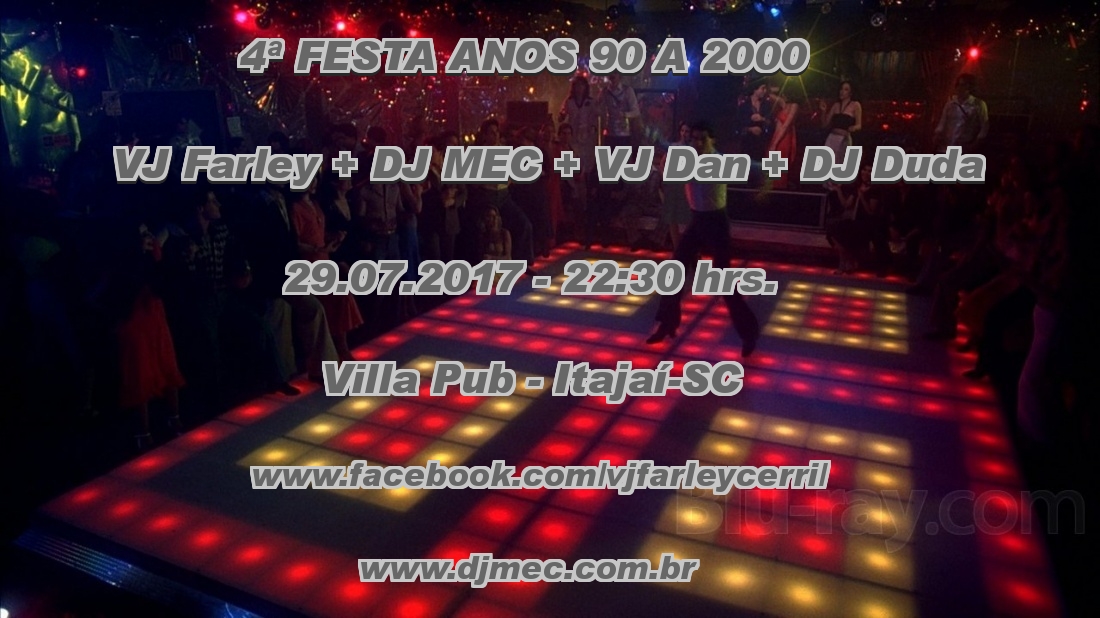 4ª FESTA ANOS 90 A 2000
VJ Farley + DJ MEC + VJ Dan + DJ Duda
29.07.2017 - 22:30 hrs.
Villa Pub - Itajaí-SC
www.facebook.com/vjfarleycerril
Blu-ray.com
www.djmec.com.br